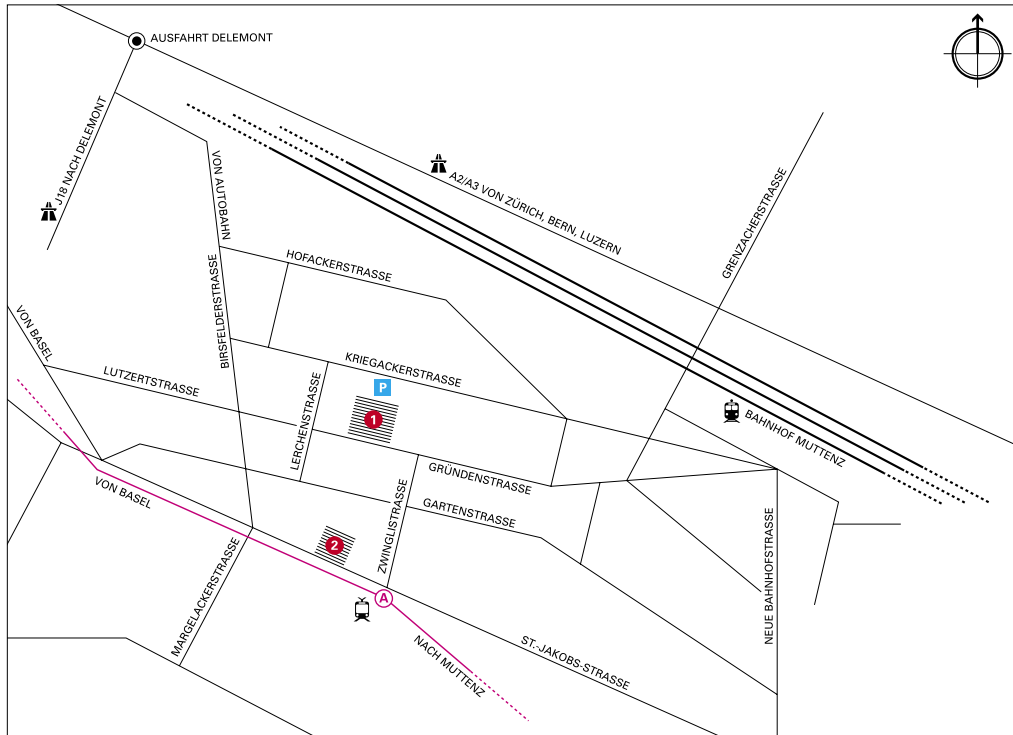 AUSFAHRT DELEMONT
J18 NACH DELEMONT
VON AUTOBAHN
A2/A3 VON ZÜRICH, BERN, LUZERN
GRENZACHERSTRASSE
HOFACKERSTRASSE
BIRSFELDERSTRASSE
VON BASEL
KRIEGACKERSTRASSE
LUTZERTSTRASSE
P
1
LERCHENSTRASSE
BAHNHOF MUTTENZ
GRÜNDENSTRASSE
VON BASEL
GARTENSTRASSE
ZWINGLISTRASSE
2
MARGELACKERSTRASSE
NEUE BAHNHOFSTRASSE
A
NACH MUTTENZ
ST.-JAKOBS-STRASSE